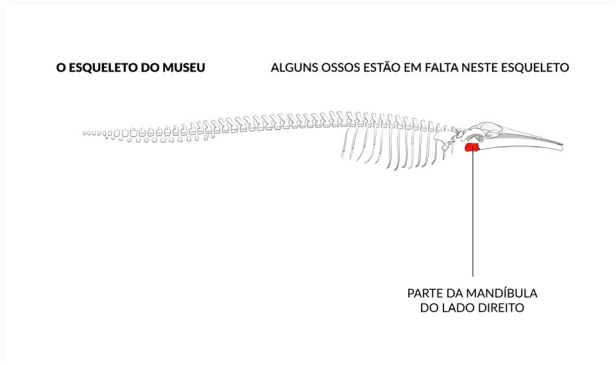 O ESQUELETO DO MUSEU
ALGUNS OSSOS ESTÃO EM FALTA NESTE ESQUELETO
PARTE DA MANDÍBULA
DO LADO DIREITO